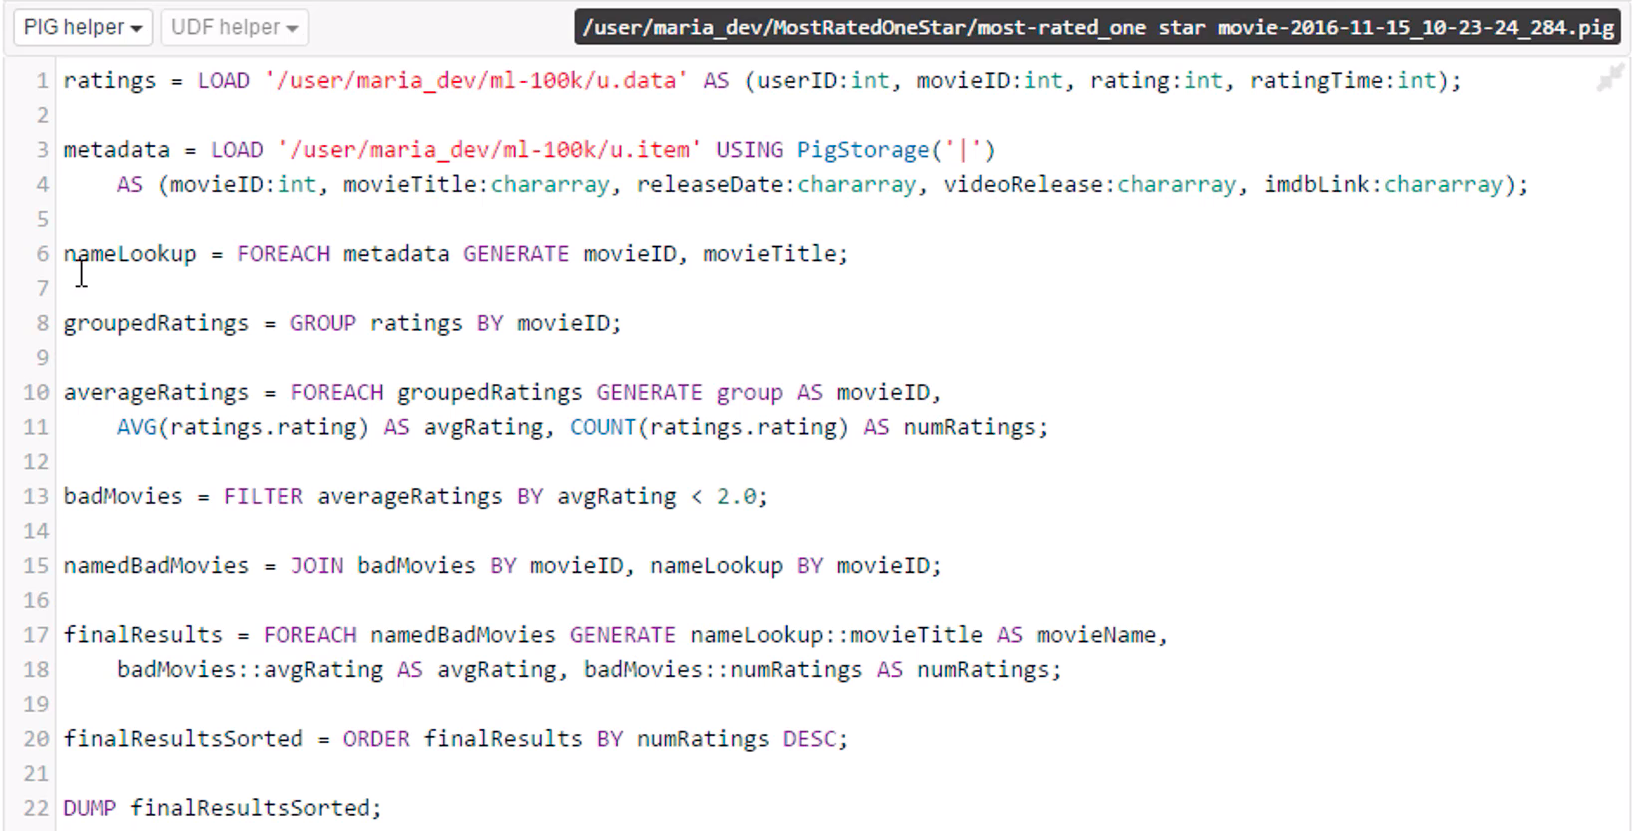 PIG helper UDF helper /user/maria_dev/MostRatedOneStar/most-rated_one star movie-2016-11-15_10-23-24_284.pig
1 ratings = LOAD '/user/maria_dev/ml-100k/u.data' AS (userID:int, movieID:int, rating:int, ratingTime:int);
2
3 metadata = LOAD '/user/maria_dev/ml-100k/u.item' USING PigStorage('|')
4 AS (movieID:int, movieTitle:chararray, releaseDate:chararray, videoRelease:chararray, imdbLink:chararray);
5
6 nameLookup = FOREACH metadata GENERATE movieID, movieTitle;
7
8 groupedRatings = GROUP ratings BY movieID;
9
10 averageRatings = FOREACH groupedRatings GENERATE group AS movieID,
11 AVG(ratings.rating) AS avgRating, COUNT(ratings.rating) AS numRatings;
12
13 badMovies = FILTER averageRatings BY avgRating < 2.0;
14
15 namedBadMovies = JOIN badMovies BY movieID, nameLookup BY movieID;
16
17 finalResults = FOREACH namedBadMovies GENERATE nameLookup::movieTitle AS movieName,
18 badMovies::avgRating AS avgRating, badMovies::numRatings AS numRatings;
19
20 finalResultsSorted = ORDER finalResults BY numRatings DESC;
21
22 DUMP finalResultsSorted;